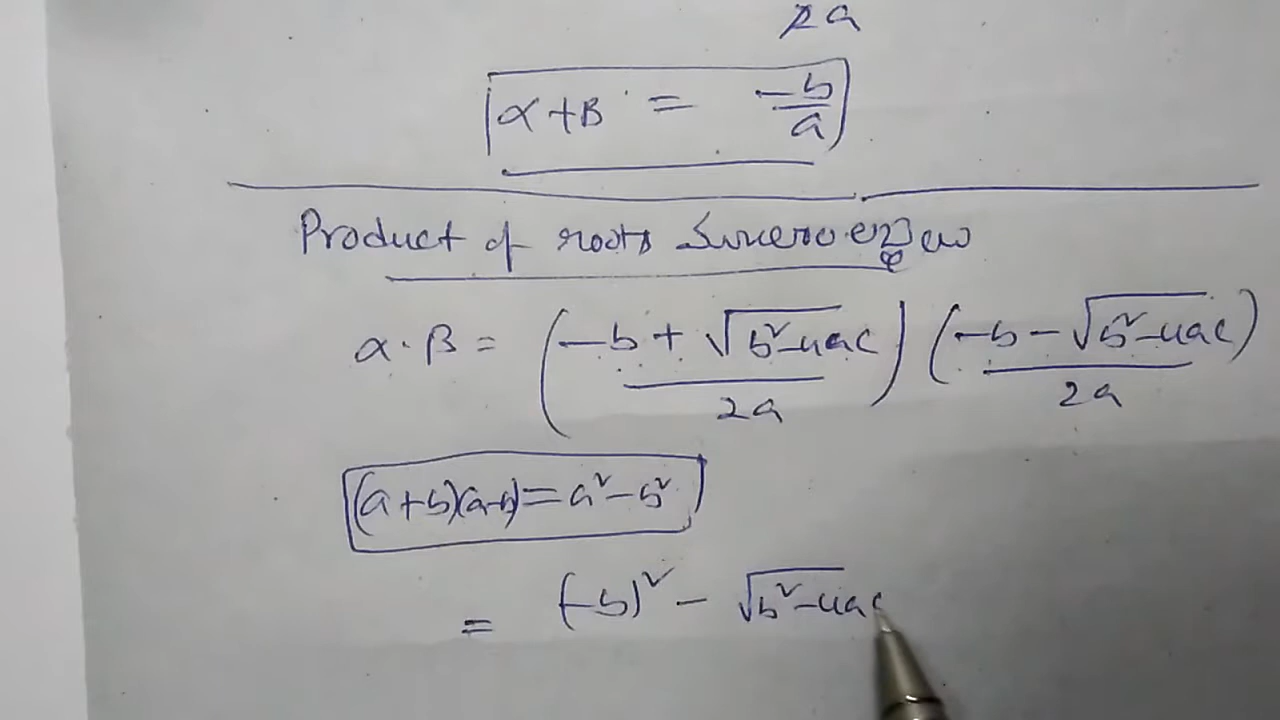 2a
α+β = -b/a
Product of roots
α·β = (-b + √b²-4ac / 2a) (-b - √b²-4ac / 2a)
(a+b)(a-b) = a² - b²
= (-b)² - √b²-4ac